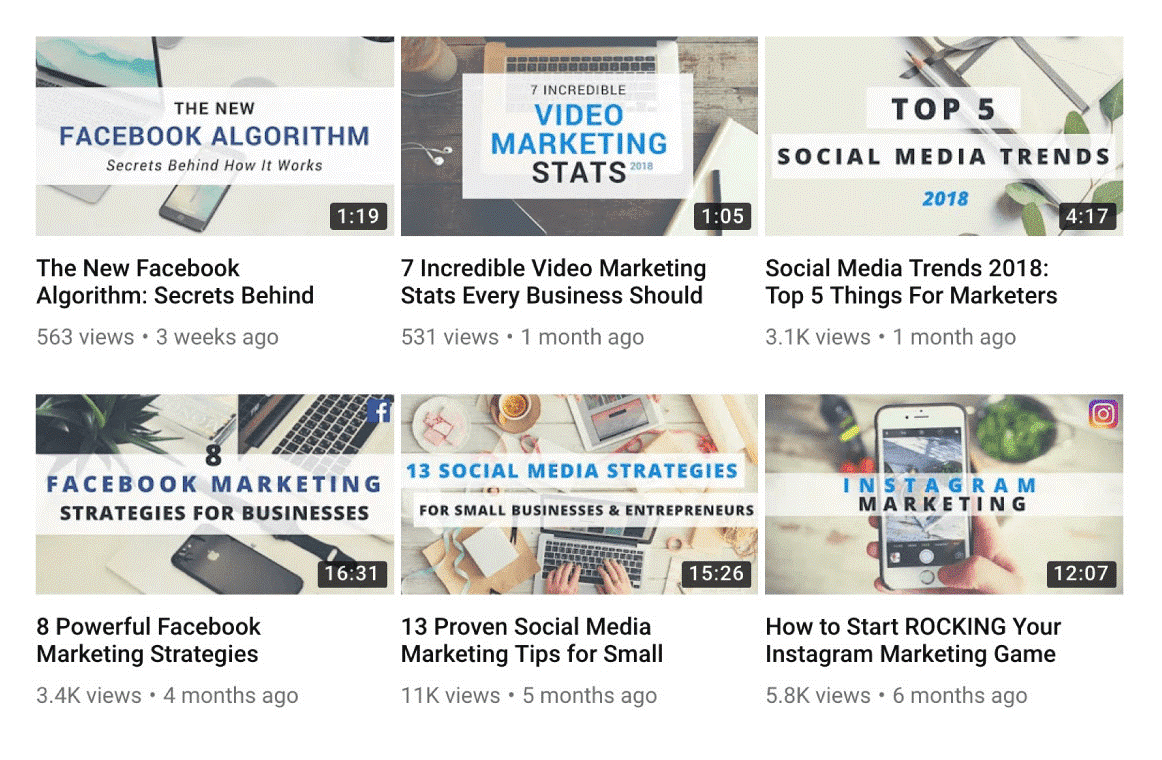 THE NEW
FACEBOOK ALGORITHM
Secrets Behind How It Works
1:19
7 INCREDIBLE
VIDEO
MARKETING
STATS 2018
1:05
TOP 5
SOCIAL MEDIA TRENDS
2018
4:17
The New Facebook
Algorithm: Secrets Behind
563 views • 3 weeks ago
7 Incredible Video Marketing
Stats Every Business Should
531 views • 1 month ago
Social Media Trends 2018:
Top 5 Things For Marketers
3.1K views • 1 month ago
8
FACEBOOK MARKETING
STRATEGIES FOR BUSINESSES
16:31
13 SOCIAL MEDIA STRATEGIES
FOR SMALL BUSINESSES & ENTREPRENEURS
15:26
INSTAGRAM
MARKETING
12:07
8 Powerful Facebook
Marketing Strategies
3.4K views • 4 months ago
13 Proven Social Media
Marketing Tips for Small
11K views • 5 months ago
How to Start ROCKING Your
Instagram Marketing Game
5.8K views • 6 months ago